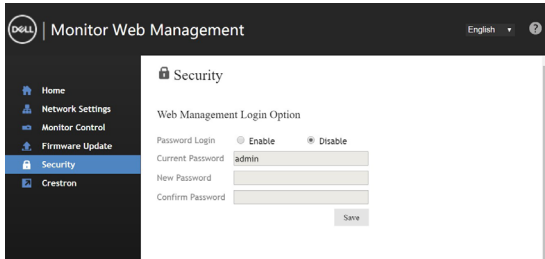 DELL | Monitor Web Management
English
?
Home
Network Settings
Monitor Control
Firmware Update
Security
Crestron
Security
Web Management Login Option
Password Login Enable Disable
Current Password admin
New Password
Confirm Password
Save